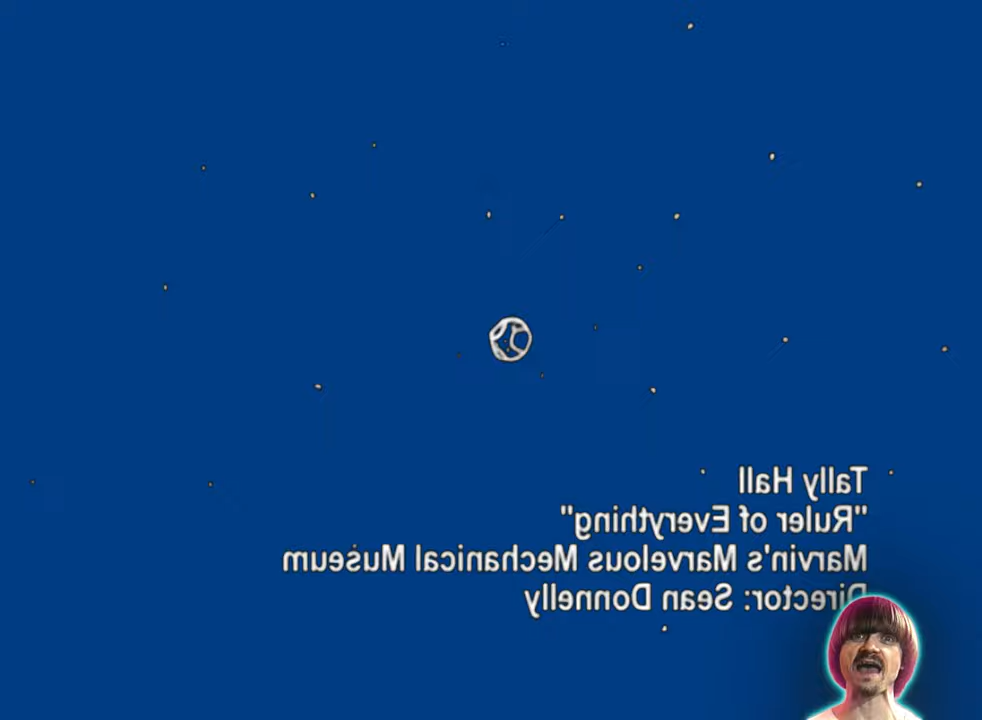 Tally Hall
"Ruler of Everything"
Marvin's Marvelous Mechanical Museum
Director: Sean Donnelly